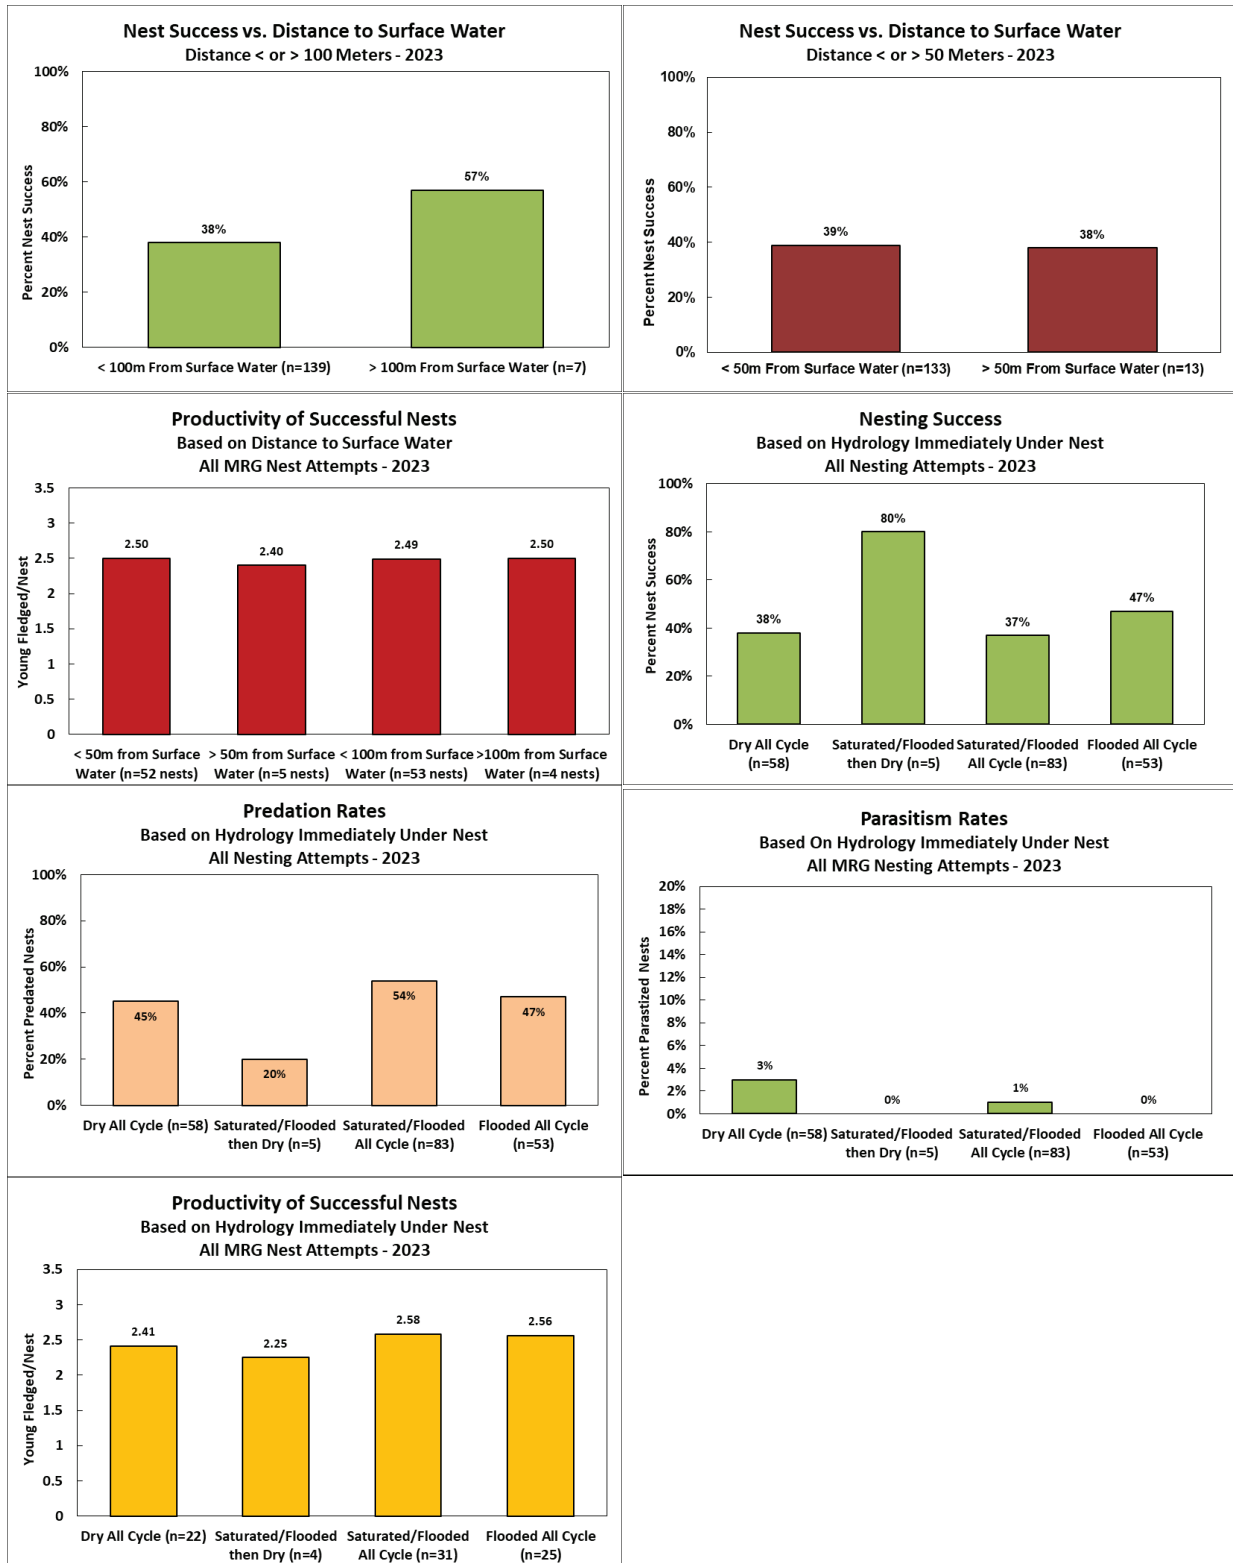 Nest Success vs. Distance to Surface Water
Distance < or > 100 Meters - 2023
Percent Nest Success
100%
80%
60%
40%
20%
0%
38%
57%
< 100m From Surface Water (n=139)
> 100m From Surface Water (n=7)
Nest Success vs. Distance to Surface Water
Distance < or > 50 Meters - 2023
Percent Nest Success
100%
80%
60%
40%
20%
0%
39%
38%
< 50m From Surface Water (n=133)
> 50m From Surface Water (n=13)
Productivity of Successful Nests
Based on Distance to Surface Water
All MRG Nest Attempts - 2023
Young Fledged/Nest
3.5
3
2.5
2
1.5
1
0.5
0
2.50
2.40
2.49
2.50
< 50m from Surface
Water (n=52 nests)
> 50m from Surface
Water (n=5 nests)
< 100m from Surface
Water (n=53 nests)
>100m from Surface
Water (n=4 nests)
Nesting Success
Based on Hydrology Immediately Under Nest
All Nesting Attempts - 2023
Percent Nest Success
100%
80%
60%
40%
20%
0%
38%
80%
37%
47%
Dry All Cycle
(n=58)
Saturated/Flooded
then Dry (n=5)
Saturated/Flooded
All Cycle (n=83)
Flooded All Cycle
(n=53)
Predation Rates
Based on Hydrology Immediately Under Nest
All Nesting Attempts - 2023
Percent Predated Nests
100%
80%
60%
40%
20%
0%
45%
20%
54%
47%
Dry All Cycle (n=58)
Saturated/Flooded
then Dry (n=5)
Saturated/Flooded
All Cycle (n=83)
Flooded All Cycle
(n=53)
Parasitism Rates
Based On Hydrology Immediately Under Nest
All MRG Nesting Attempts - 2023
Percent Parastized Nests
20%
18%
16%
14%
12%
10%
8%
6%
4%
2%
0%
3%
0%
1%
0%
Dry All Cycle (n=58)
Saturated/Flooded
then Dry (n=5)
Saturated/Flooded
All Cycle (n=83)
Flooded All Cycle
(n=53)
Productivity of Successful Nests
Based on Hydrology Immediately Under Nest
All MRG Nest Attempts - 2023
Young Fledged/Nest
3.5
3
2.5
2
1.5
1
0.5
0
2.41
2.25
2.58
2.56
Dry All Cycle (n=22)
Saturated/Flooded
then Dry (n=4)
Saturated/Flooded
All Cycle (n=31)
Flooded All Cycle
(n=25)